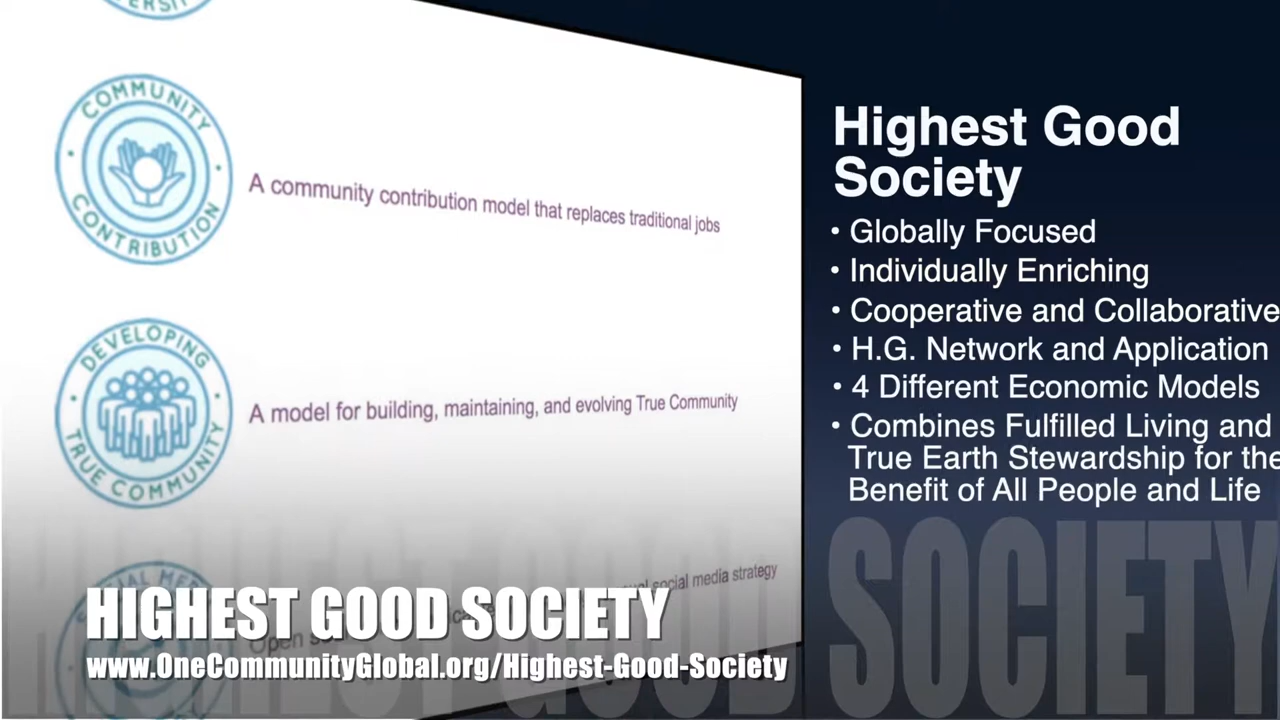 COMMUNITY
CONTRIBUTION
A community contribution model that replaces traditional jobs
DEVELOPING
TRUE COMMUNITY
A model for building, maintaining, and evolving True Community
social media strategy
Open
Highest Good
Society
• Globally Focused
• Individually Enriching
• Cooperative and Collaborative
• H.G. Network and Application
• 4 Different Economic Models
• Combines Fulfilled Living and
True Earth Stewardship for the
Benefit of All People and Life
HIGHEST GOOD SOCIETY
HIGHEST GOOD SOCIETY
www.OneCommunityGlobal.org/Highest-Good-Society